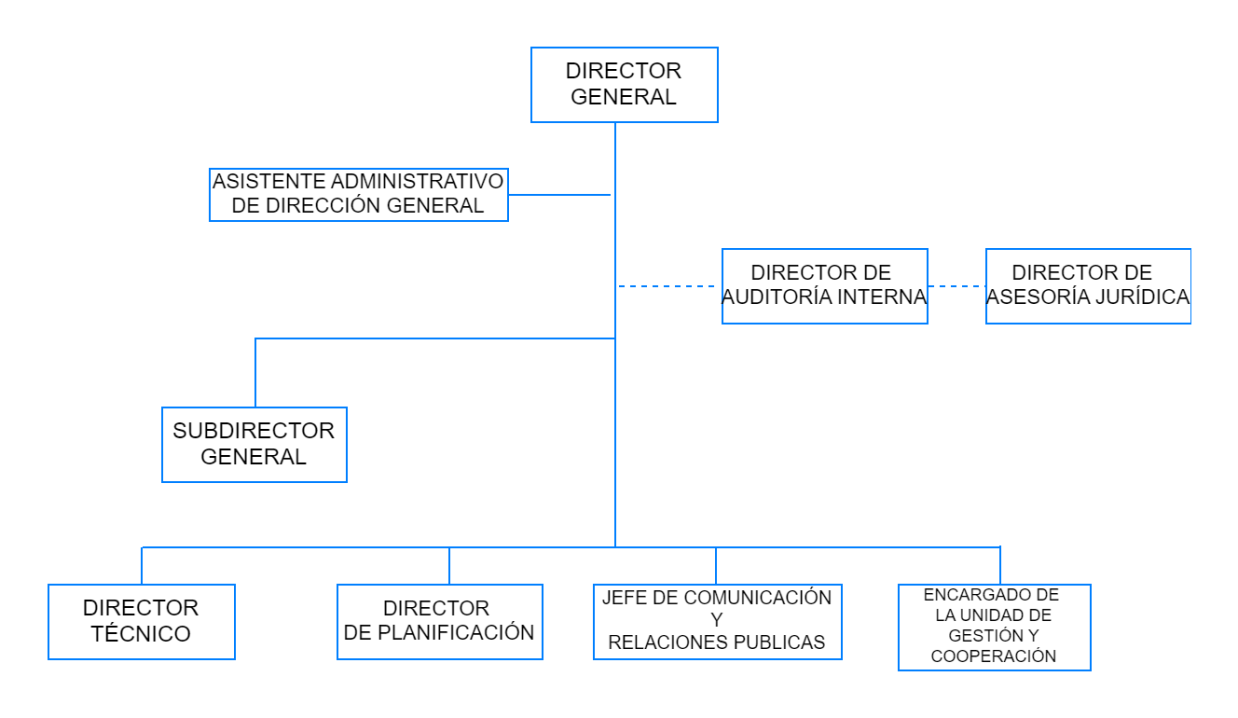 DIRECTOR
GENERAL
ASISTENTE ADMINISTRATIVO
DE DIRECCIÓN GENERAL
DIRECTOR DE
AUDITORÍA INTERNA
DIRECTOR DE
ASESORÍA JURÍDICA
SUBDIRECTOR
GENERAL
DIRECTOR
TÉCNICO
DIRECTOR
DE PLANIFICACIÓN
JEFE DE COMUNICACIÓN
Y
RELACIONES PUBLICAS
ENCARGADO DE
LA UNIDAD DE
GESTIÓN Y
COOPERACIÓN